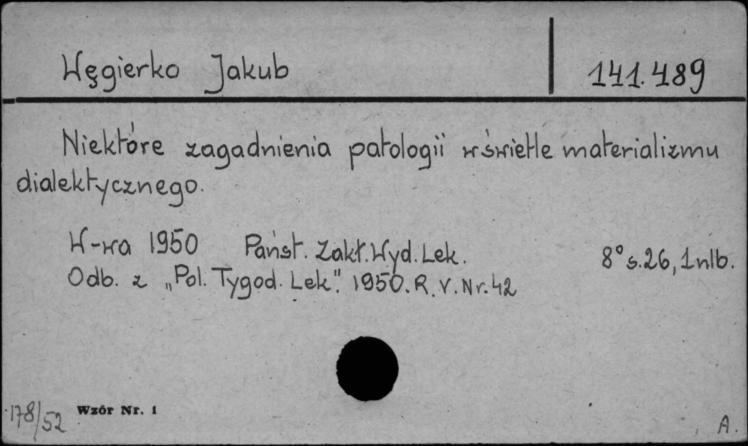 Węgierko Jakub 141.489
Niektóre zagadnienia patologii w świetle materializmu
dialektycznego.
W-wa 1950 Państ. Zakł. Wyd. Lek. 8° s. 26, 1 nlb.
Odb. z „Pol. Tygod. Lek." 1950. R. V. Nr. 42
178/52 Wzór Nr. 1 A.